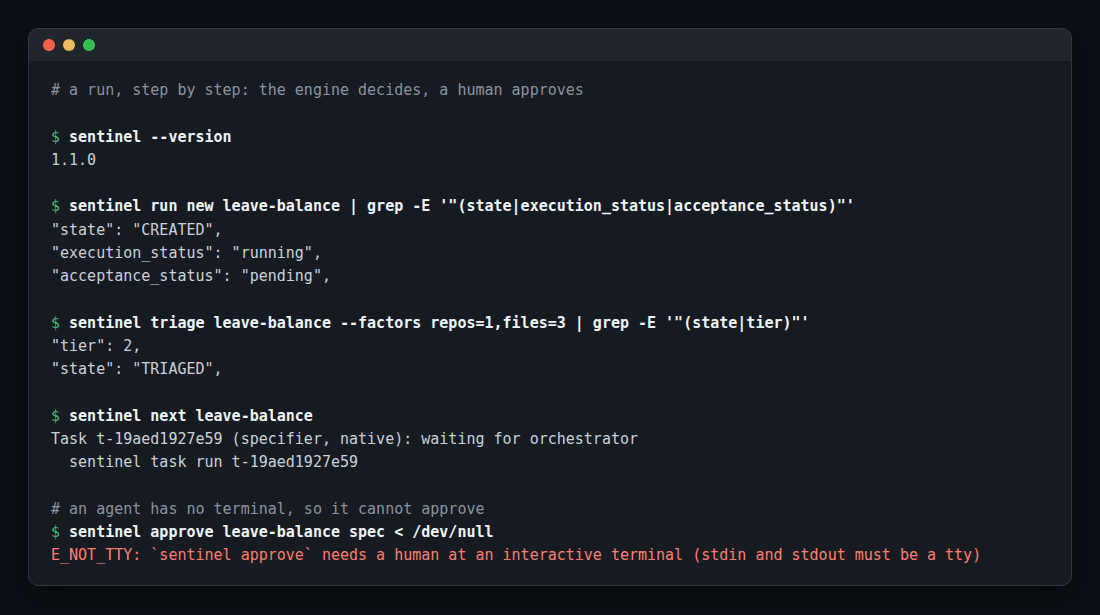 # a run, step by step: the engine decides, a human approves
$ sentinel --version
1.1.0
$ sentinel run new leave-balance | grep -E '"(state|execution_status|acceptance_status)"'
"state": "CREATED",
"execution_status": "running",
"acceptance_status": "pending",
$ sentinel triage leave-balance --factors repos=1,files=3 | grep -E '"(state|tier)"'
"tier": 2,
"state": "TRIAGED",
$ sentinel next leave-balance
Task t-19aed1927e59 (specifier, native): waiting for orchestrator
  sentinel task run t-19aed1927e59
# an agent has no terminal, so it cannot approve
$ sentinel approve leave-balance spec < /dev/null
E_NOT_TTY: `sentinel approve` needs a human at an interactive terminal (stdin and stdout must be a tty)